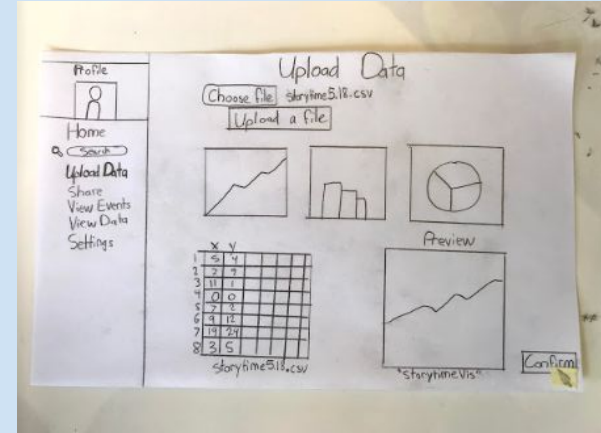 Profile
Home
Search
Upload Data
Share
View Events
View Data
Settings
Upload Data
Choose file storytime5.18.csv
Upload a file
Preview
x y
1 5 4
2 2 9
3 11 1
4 0 0
5 7 2
6 9 12
7 19 24
8 3 5
storytime5.18.csv
"storytimeVis"
Confirm